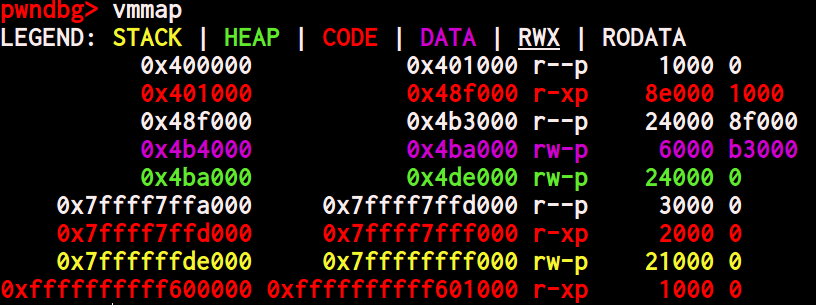 pwndbg> vmmap
LEGEND: STACK | HEAP | CODE | DATA | RWX | RODATA
0x400000 0x401000 r--p 1000 0
0x401000 0x48f000 r-xp 8e000 1000
0x48f000 0x4b3000 r--p 24000 8f000
0x4b4000 0x4ba000 rw-p 6000 b3000
0x4ba000 0x4de000 rw-p 24000 0
0x7ffff7ffa000 0x7ffff7ffd000 r--p 3000 0
0x7ffff7ffd000 0x7ffff7fff000 r-xp 2000 0
0x7ffffffde000 0x7ffffffff000 rw-p 21000 0
0xffffffffff600000 0xffffffffff601000 r-xp 1000 0